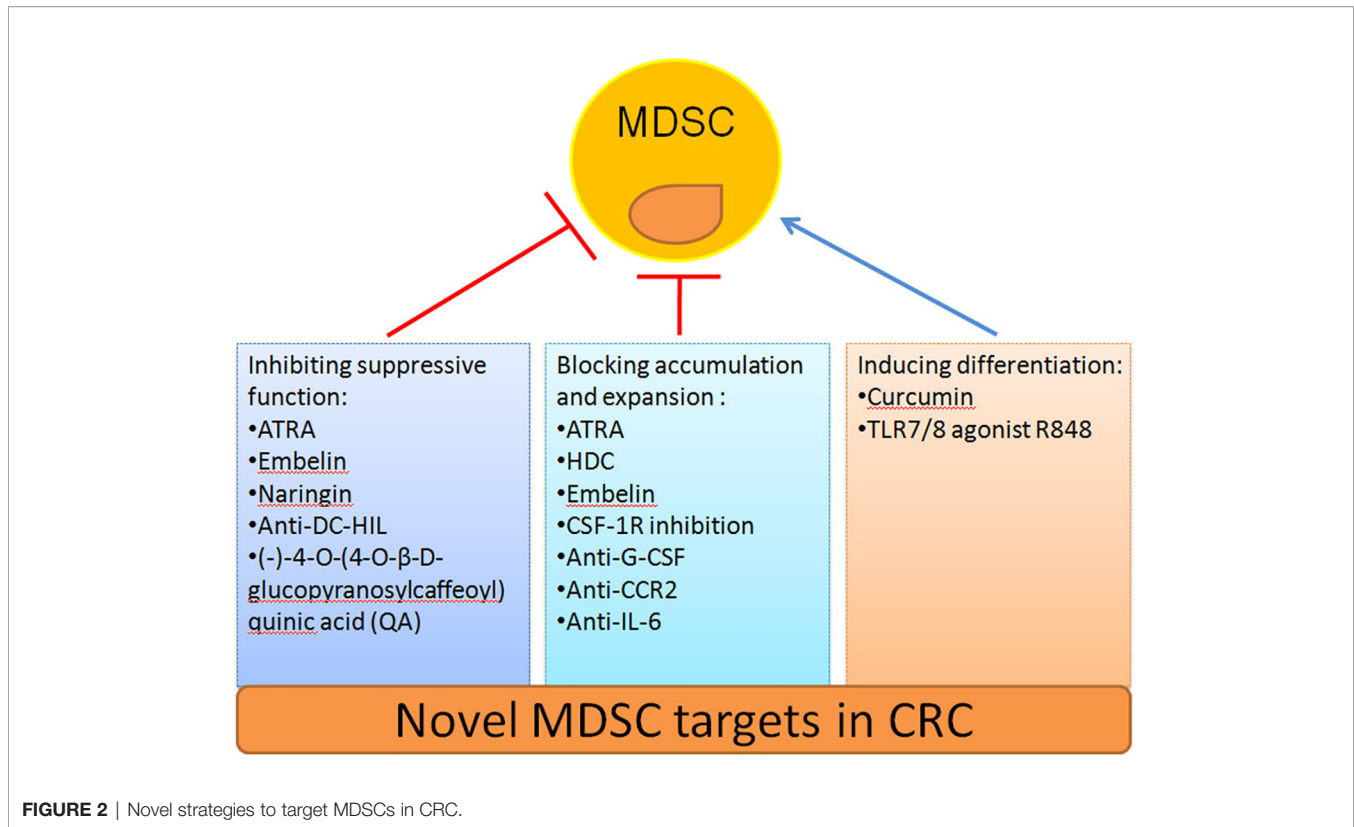 MDSC
Inhibiting suppressive
function:
•ATRA
•Embelin
•Naringin
•Anti-DC-HIL
•(-)-4-O-(4-O-β-D-
glucopyranosylcaffeoyl)
quinic acid (QA)
Blocking accumulation
and expansion :
•ATRA
•HDC
•Embelin
•CSF-1R inhibition
•Anti-G-CSF
•Anti-CCR2
•Anti-IL-6
Inducing differentiation:
•Curcumin
•TLR7/8 agonist R848
Novel MDSC targets in CRC
FIGURE 2 | Novel strategies to target MDSCs in CRC.